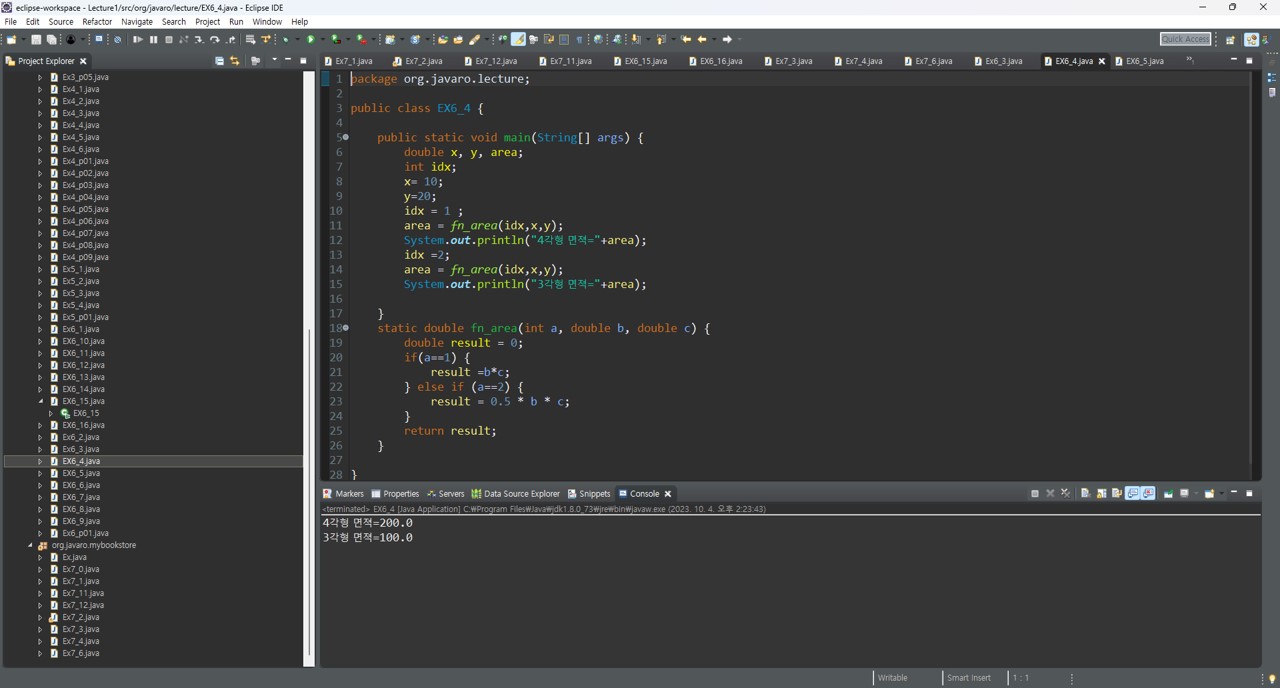 eclipse-workspace - Lecture1/src/org/javaro/lecture/EX6_4.java - Eclipse IDE
File Edit Source Refactor Navigate Search Project Run Window Help
Quick Access
Project Explorer
Ex3_p05.java
Ex4_1.java
Ex4_2.java
Ex4_3.java
Ex4_4.java
Ex4_5.java
Ex4_6.java
Ex4_p01.java
Ex4_p02.java
Ex4_p03.java
Ex4_p04.java
Ex4_p05.java
Ex4_p06.java
Ex4_p07.java
Ex4_p08.java
Ex4_p09.java
Ex5_1.java
Ex5_2.java
Ex5_3.java
Ex5_4.java
Ex5_p01.java
Ex6_1.java
EX6_10.java
EX6_11.java
EX6_12.java
EX6_13.java
EX6_14.java
EX6_15.java
EX6_15
EX6_16.java
EX6_2.java
EX6_3.java
EX6_4.java
EX6_5.java
EX6_6.java
EX6_7.java
EX6_8.java
EX6_9.java
Ex6_p01.java
org.javaro.mybookstore
Ex.java
Ex7_0.java
Ex7_1.java
Ex7_11.java
Ex7_12.java
Ex7_2.java
Ex7_3.java
Ex7_4.java
Ex7_6.java
Ex7_1.java Ex7_2.java Ex7_12.java Ex7_11.java EX6_15.java EX6_16.java Ex7_3.java Ex7_4.java Ex7_6.java EX6_3.java EX6_4.java EX6_5.java
1 package org.javaro.lecture;
2
3 public class EX6_4 {
4
5 public static void main(String[] args) {
6 double x, y, area;
7 int idx;
8 x= 10;
9 y=20;
10 idx = 1 ;
11 area = fn_area(idx,x,y);
12 System.out.println("4각형 면적="+area);
13 idx =2;
14 area = fn_area(idx,x,y);
15 System.out.println("3각형 면적="+area);
16
17 }
18 static double fn_area(int a, double b, double c) {
19 double result = 0;
20 if(a==1) {
21 result =b*c;
22 } else if (a==2) {
23 result = 0.5 * b * c;
24 }
25 return result;
26 }
27
28 }
Markers Properties Servers Data Source Explorer Snippets Console
<terminated> EX6_4 [Java Application] C:₩Program Files₩Java₩jdk1.8.0_73₩jre₩bin₩javaw.exe (2023. 10. 4. 오후 2:23:43)
4각형 면적=200.0
3각형 면적=100.0
Writable Smart Insert 1 : 1